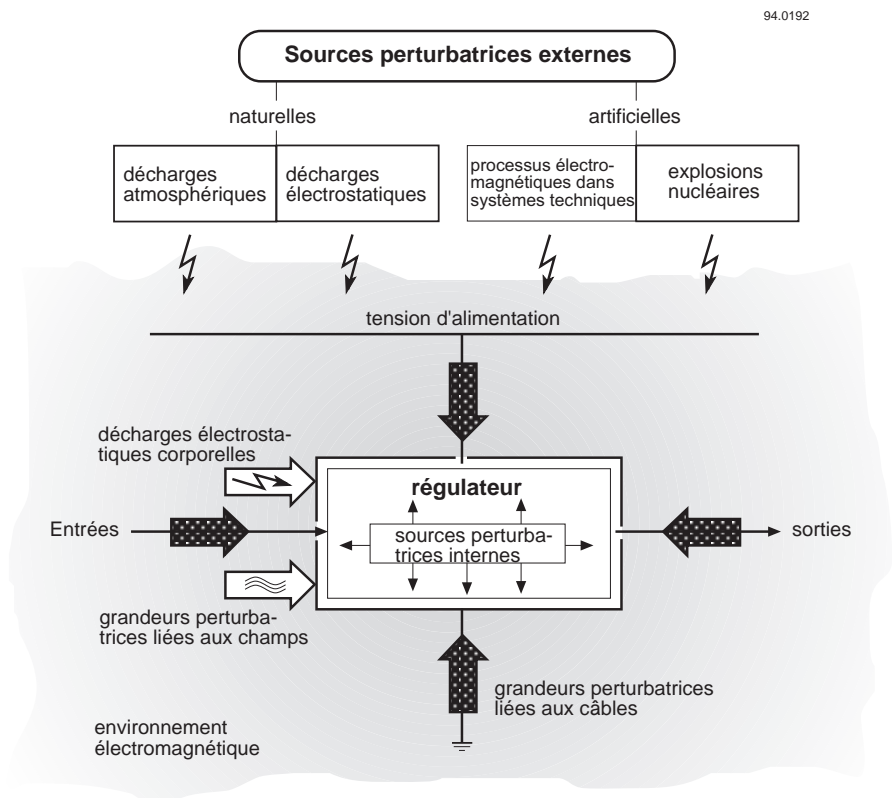 94.0192
Sources perturbatrices externes
naturelles
artificielles
décharges
atmosphériques
décharges
électrostatiques
processus électro-
magnétiques dans
systèmes techniques
explosions
nucléaires
tension d'alimentation
décharges électrosta-
tiques corporelles
régulateur
Entrées
sources perturba-
trices internes
sorties
grandeurs perturba-
trices liées aux champs
grandeurs perturbatrices
liées aux câbles
environnement
électromagnétique